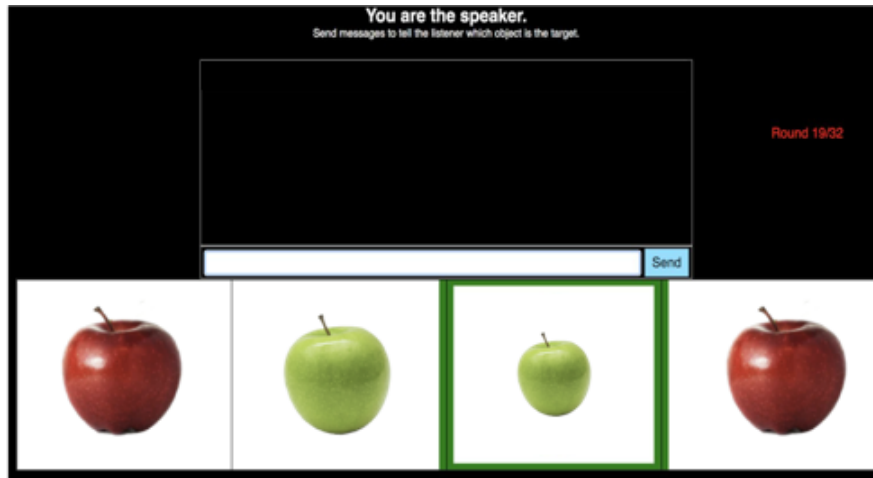 You are the speaker.
Send messages to tell the listener which object is the target.
Round 19/32
Send